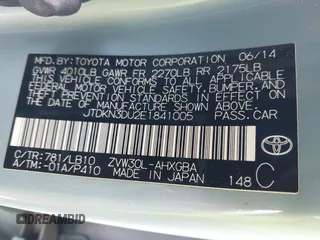 MFD. BY: TOYOTA MOTOR CORPORATION 06/14
GVWR 4010LB GAWR FR 2270LB RR 2175LB
THIS VEHICLE CONFORMS TO ALL APPLICABLE
FEDERAL MOTOR VEHICLE SAFETY, BUMPER, AND
THEFT PREVENTION STANDARDS IN EFFECT ON
THE DATE OF MANUFACTURE SHOWN ABOVE.
JTDKN3DU2E1841005 PASS.CAR
C/TR:781/LB10 ZVW30L-AHXGBA
A/TM:-01A/P410 MADE IN JAPAN 148 C
TOYOTA
DREAMBID